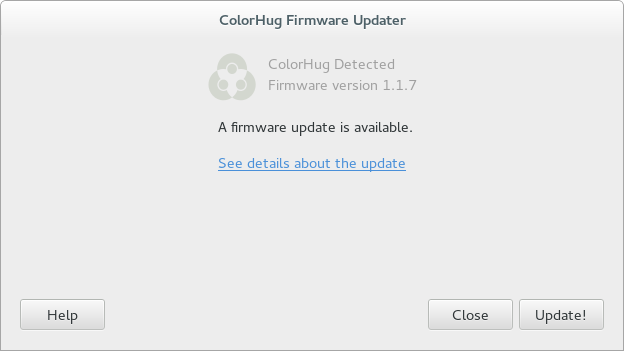 ColorHug Firmware Updater
ColorHug Detected
Firmware version 1.1.7
A firmware update is available.
See details about the update
Help
Close
Update!